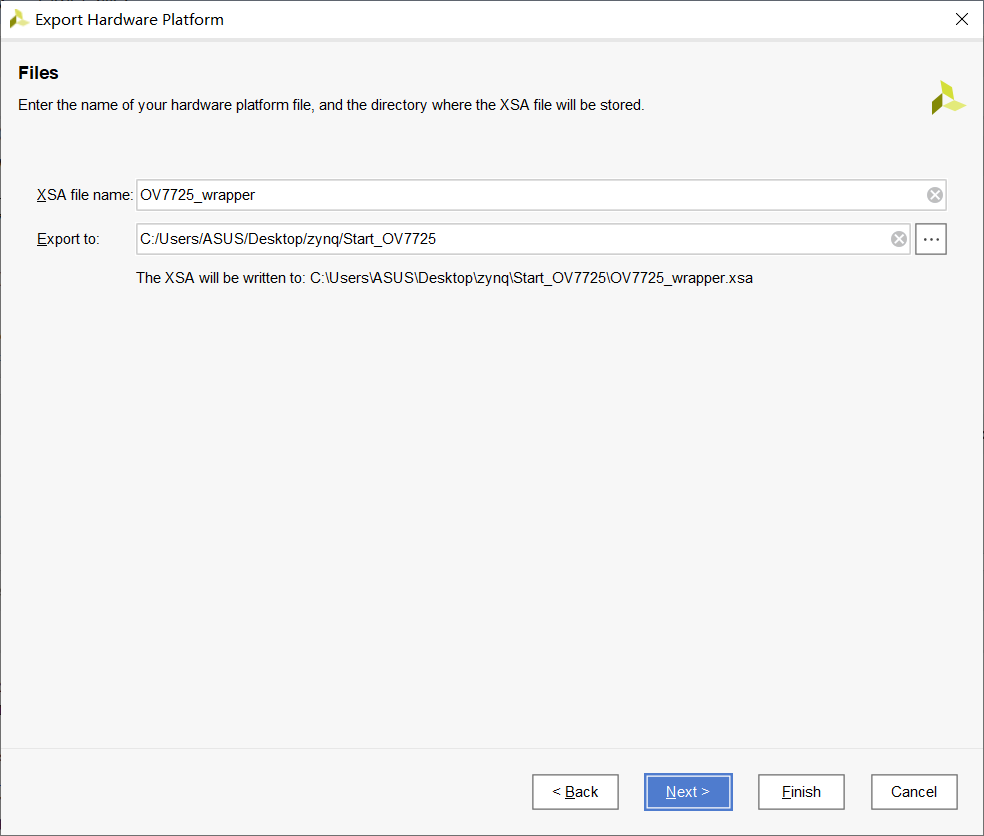 Export Hardware Platform
Files
Enter the name of your hardware platform file, and the directory where the XSA file will be stored.
XSA file name: OV7725_wrapper
Export to: C:/Users/ASUS/Desktop/zynq/Start_OV7725 ...
The XSA will be written to: C:\Users\ASUS\Desktop\zynq\Start_OV7725\OV7725_wrapper.xsa
< Back Next > Finish Cancel